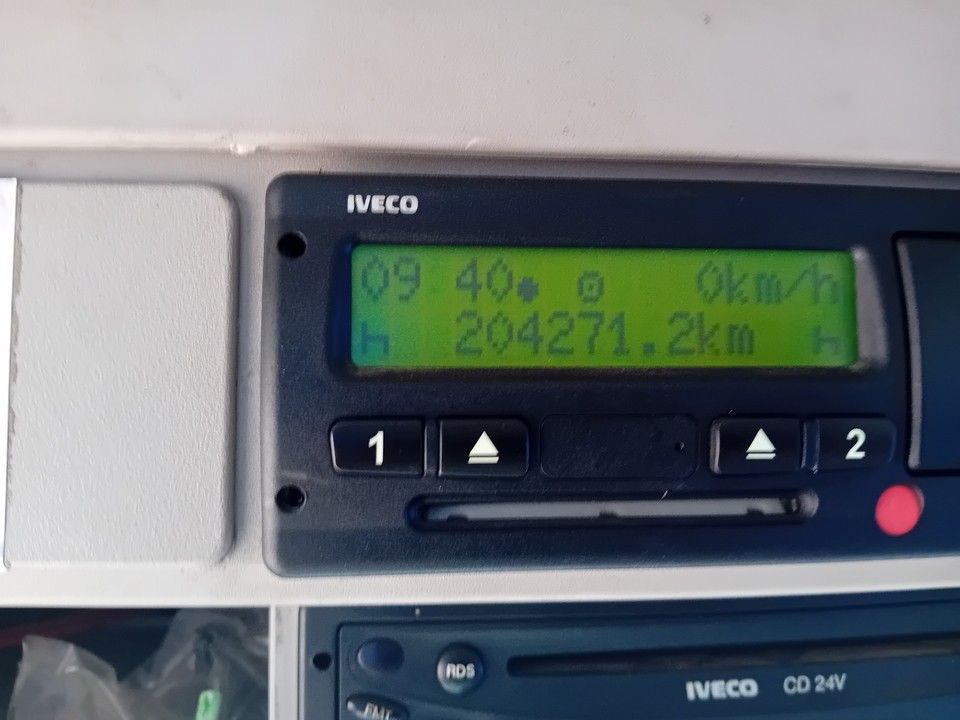 IVECO
09 40 0km/h
204271.2km
1 2
RDS
IVECO CD 24V